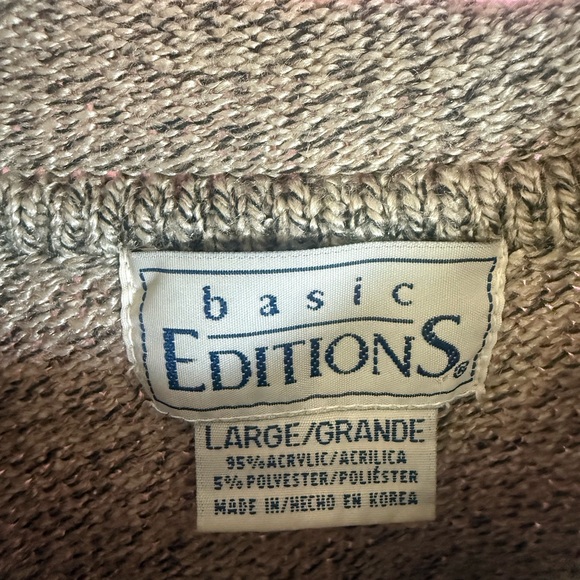 basic
EDITIONS®
LARGE/GRANDE
95% ACRYLIC/ACRILICA
5% POLYESTER/POLIÉSTER
MADE IN/HECHO EN KOREA